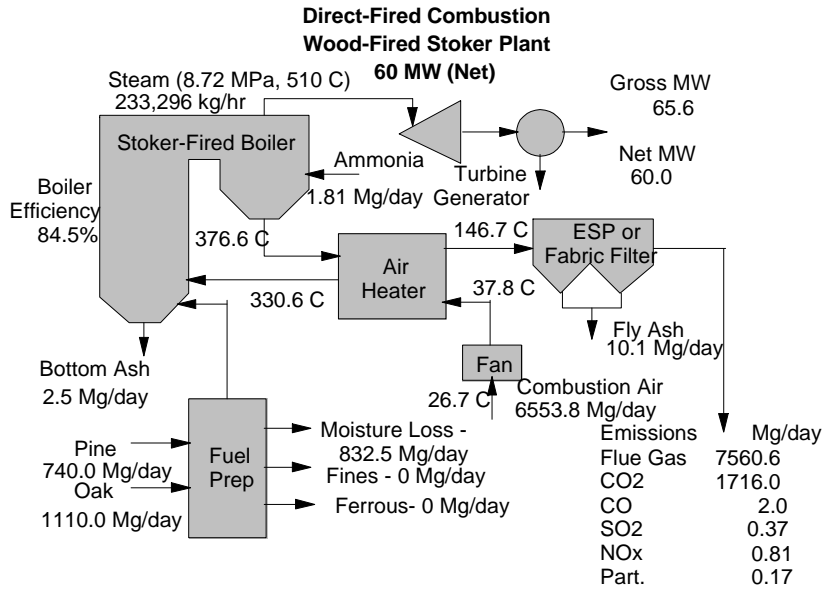 Direct-Fired Combustion
Wood-Fired Stoker Plant
60 MW (Net)
Steam (8.72 MPa, 510 C)
233,296 kg/hr
Gross MW
65.6
Stoker-Fired Boiler
Ammonia
1.81 Mg/day
Turbine
Generator
Net MW
60.0
Boiler
Efficiency
84.5%
376.6 C
146.7 C
ESP or
Fabric Filter
Air
Heater
330.6 C
37.8 C
Fly Ash
10.1 Mg/day
Bottom Ash
2.5 Mg/day
Fan
26.7 C
Combustion Air
6553.8 Mg/day
Pine
740.0 Mg/day
Oak
1110.0 Mg/day
Fuel
Prep
Moisture Loss -
832.5 Mg/day
Fines - 0 Mg/day
Ferrous- 0 Mg/day
Emissions Mg/day
Flue Gas 7560.6
CO2 1716.0
CO 2.0
SO2 0.37
NOx 0.81
Part. 0.17